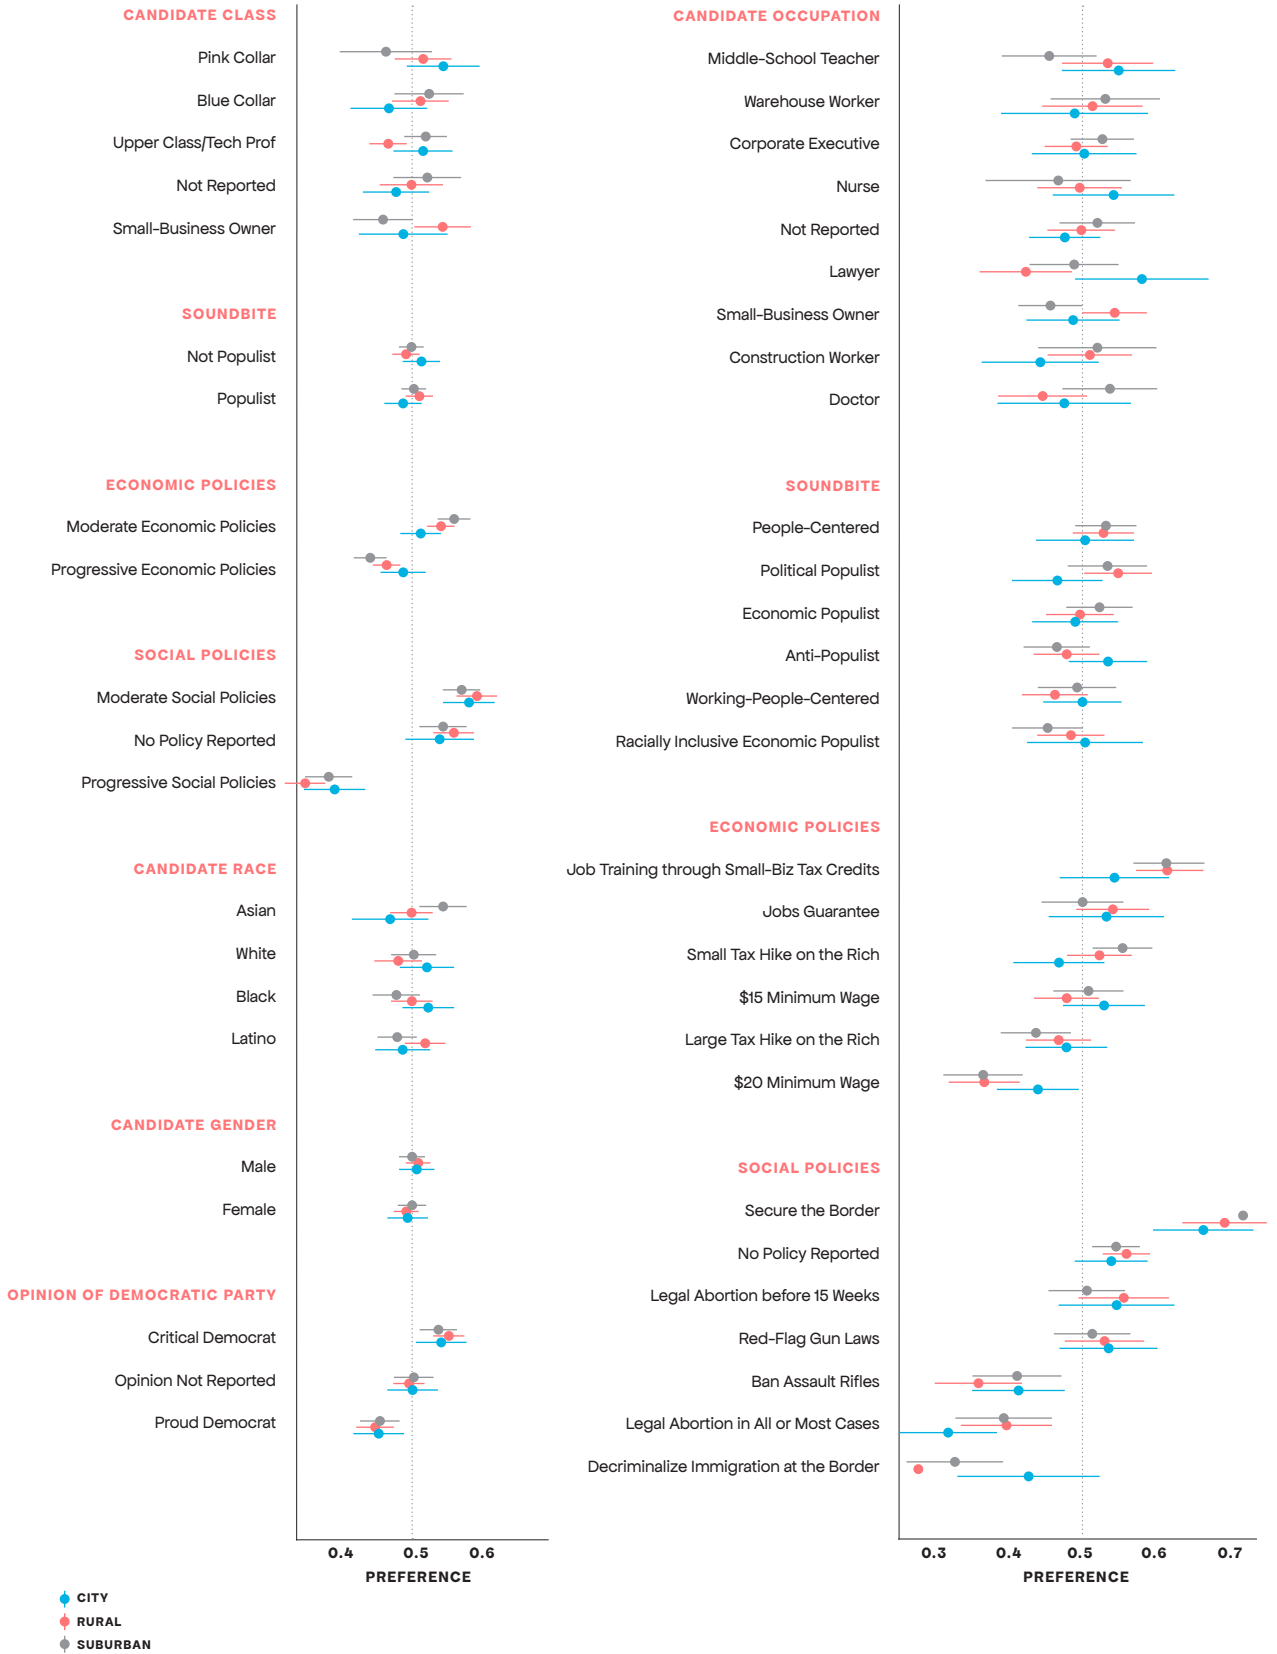 CANDIDATE CLASS
Pink Collar
Blue Collar
Upper Class/Tech Prof
Not Reported
Small-Business Owner
SOUNDBITE
Not Populist
Populist
ECONOMIC POLICIES
Moderate Economic Policies
Progressive Economic Policies
SOCIAL POLICIES
Moderate Social Policies
No Policy Reported
Progressive Social Policies
CANDIDATE RACE
Asian
White
Black
Latino
CANDIDATE GENDER
Male
Female
OPINION OF DEMOCRATIC PARTY
Critical Democrat
Opinion Not Reported
Proud Democrat
0.4 0.5 0.6
PREFERENCE
CITY
RURAL
SUBURBAN
CANDIDATE OCCUPATION
Middle-School Teacher
Warehouse Worker
Corporate Executive
Nurse
Not Reported
Lawyer
Small-Business Owner
Construction Worker
Doctor
SOUNDBITE
People-Centered
Political Populist
Economic Populist
Anti-Populist
Working-People-Centered
Racially Inclusive Economic Populist
ECONOMIC POLICIES
Job Training through Small-Biz Tax Credits
Jobs Guarantee
Small Tax Hike on the Rich
$15 Minimum Wage
Large Tax Hike on the Rich
$20 Minimum Wage
SOCIAL POLICIES
Secure the Border
No Policy Reported
Legal Abortion before 15 Weeks
Red-Flag Gun Laws
Ban Assault Rifles
Legal Abortion in All or Most Cases
Decriminalize Immigration at the Border
0.3 0.4 0.5 0.6 0.7
PREFERENCE